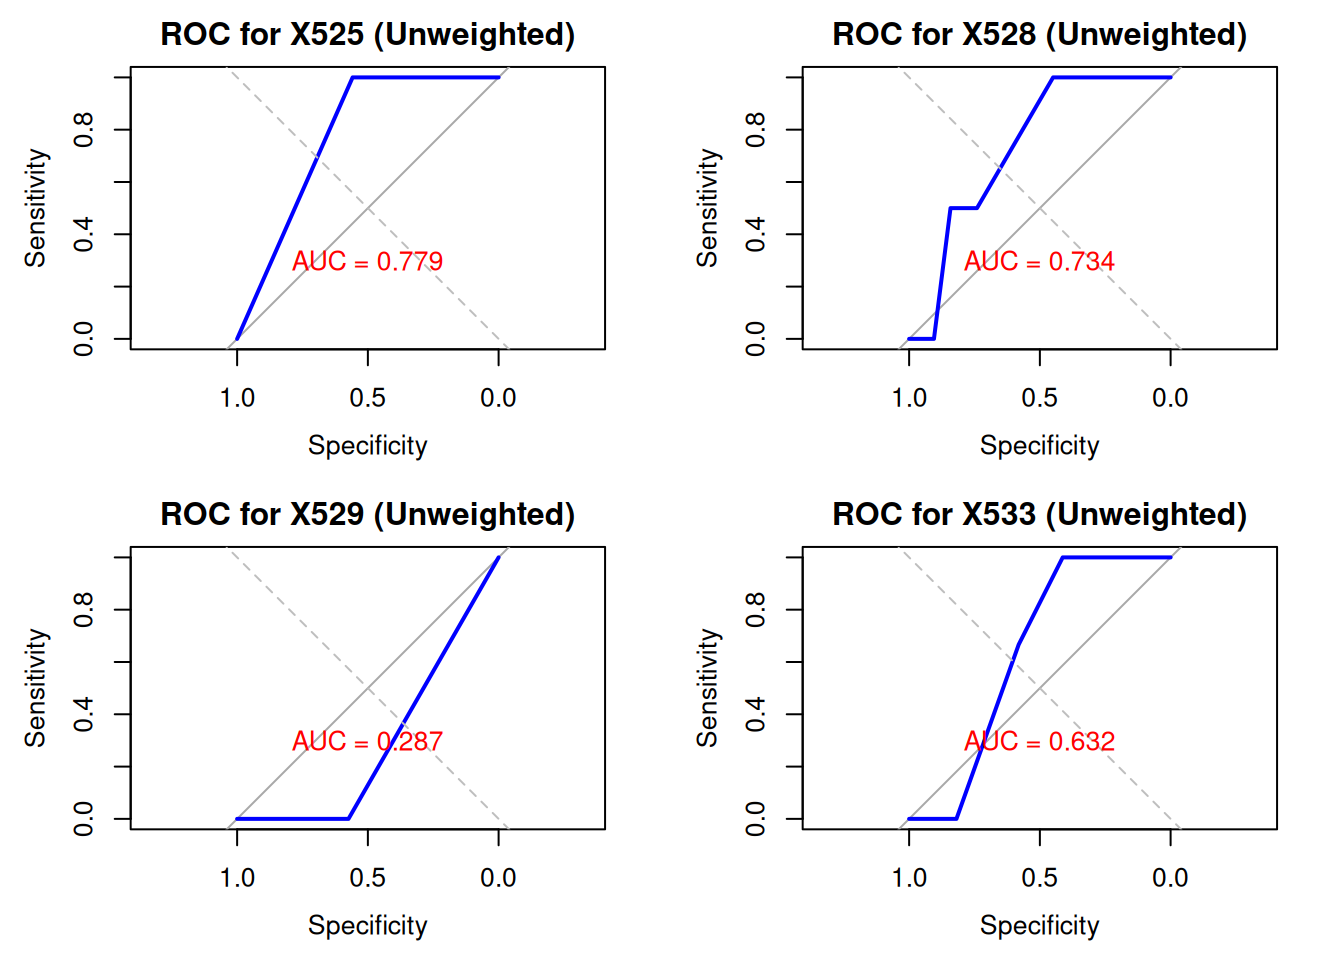 ROC for X525 (Unweighted)
Sensitivity
0.8
0.4
0.0
AUC = 0.779
1.0 0.5 0.0
Specificity
ROC for X528 (Unweighted)
Sensitivity
0.8
0.4
0.0
AUC = 0.734
1.0 0.5 0.0
Specificity
ROC for X529 (Unweighted)
Sensitivity
0.8
0.4
0.0
AUC = 0.287
1.0 0.5 0.0
Specificity
ROC for X533 (Unweighted)
Sensitivity
0.8
0.4
0.0
AUC = 0.632
1.0 0.5 0.0
Specificity